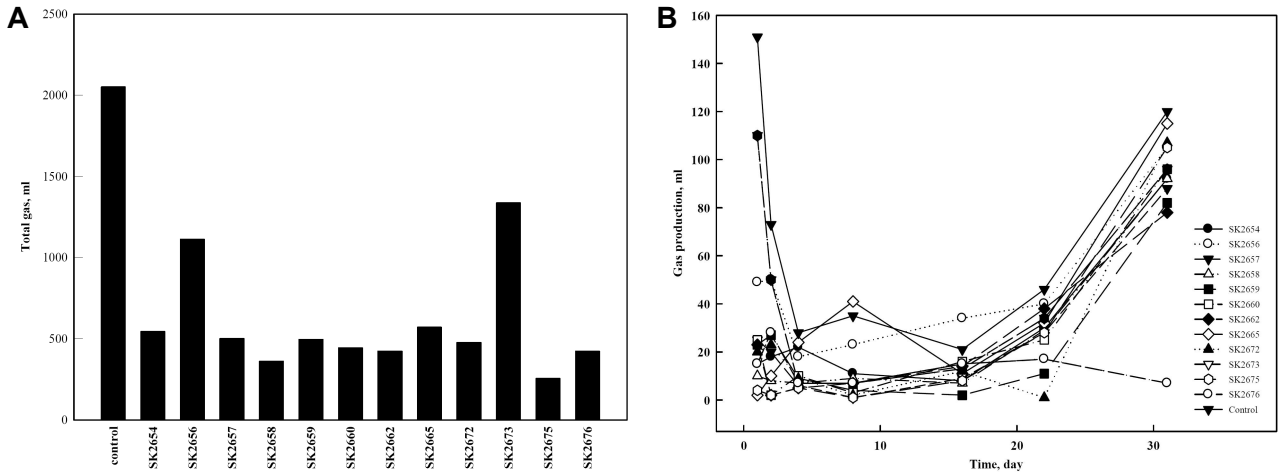 A
2500
2000
1500
1000
500
0
Total gas, ml
control
SK2654
SK2656
SK2657
SK2658
SK2659
SK2660
SK2662
SK2665
SK2672
SK2673
SK2675
SK2676
B
160
140
120
100
80
60
40
20
0
Gas production, ml
0 10 20 30
Time, day
SK2654
SK2656
SK2657
SK2658
SK2659
SK2660
SK2662
SK2665
SK2672
SK2673
SK2675
SK2676
Control